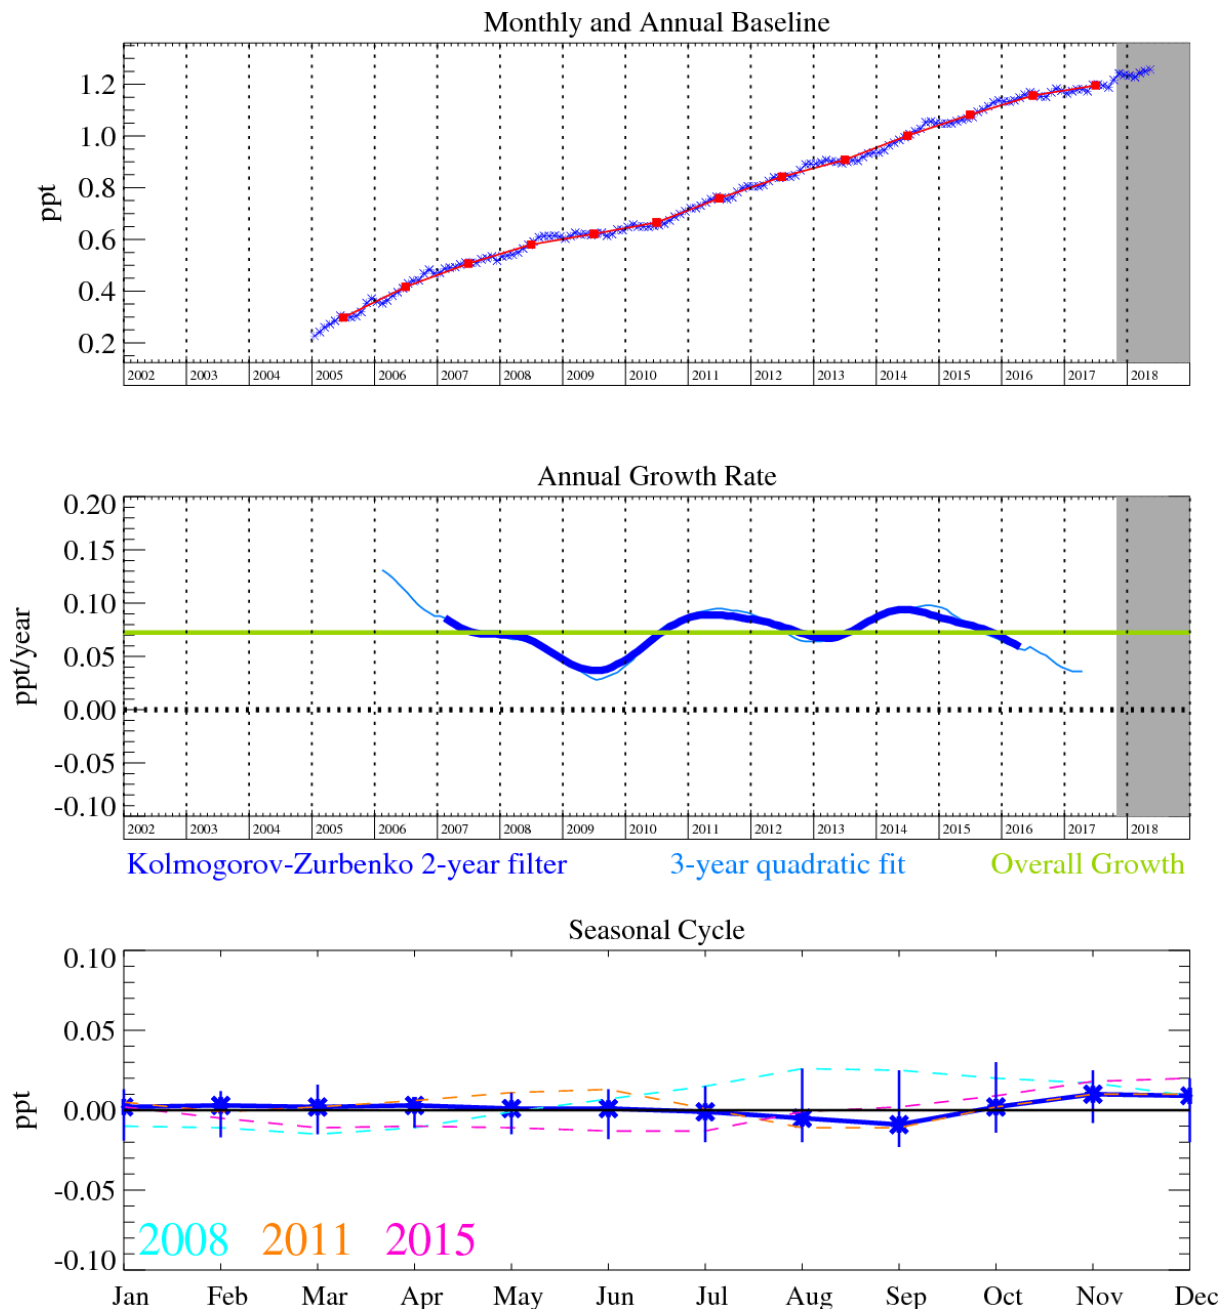 Monthly and Annual Baseline
1.2
1.0
0.8
0.6
0.4
0.2
ppt
2002 2003 2004 2005 2006 2007 2008 2009 2010 2011 2012 2013 2014 2015 2016 2017 2018
Annual Growth Rate
0.20
0.15
0.10
0.05
0.00
-0.05
-0.10
ppt/year
2002 2003 2004 2005 2006 2007 2008 2009 2010 2011 2012 2013 2014 2015 2016 2017 2018
Kolmogorov-Zurbenko 2-year filter 3-year quadratic fit Overall Growth
Seasonal Cycle
0.10
0.05
0.00
-0.05
-0.10
ppt
2008 2011 2015
Jan Feb Mar Apr May Jun Jul Aug Sep Oct Nov Dec